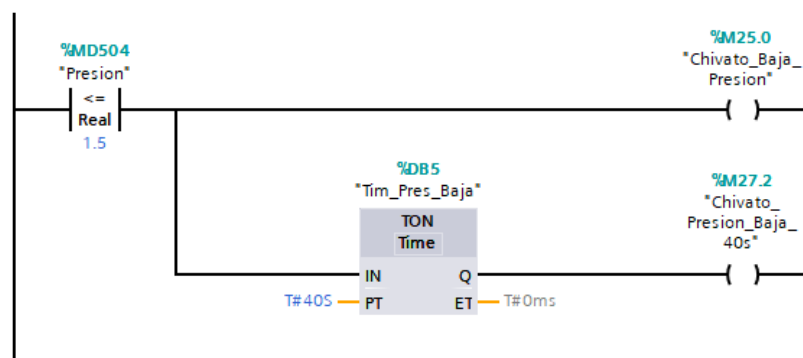 %MD504
"Presion"
<=
Real
1.5
%M25.0
"Chivato_Baja_
Presion"
%DB5
"Tim_Pres_Baja"
TON
Time
IN
Q
T#40S
PT
ET
T#0ms
%M27.2
"Chivato_
Presion_Baja_
40s"